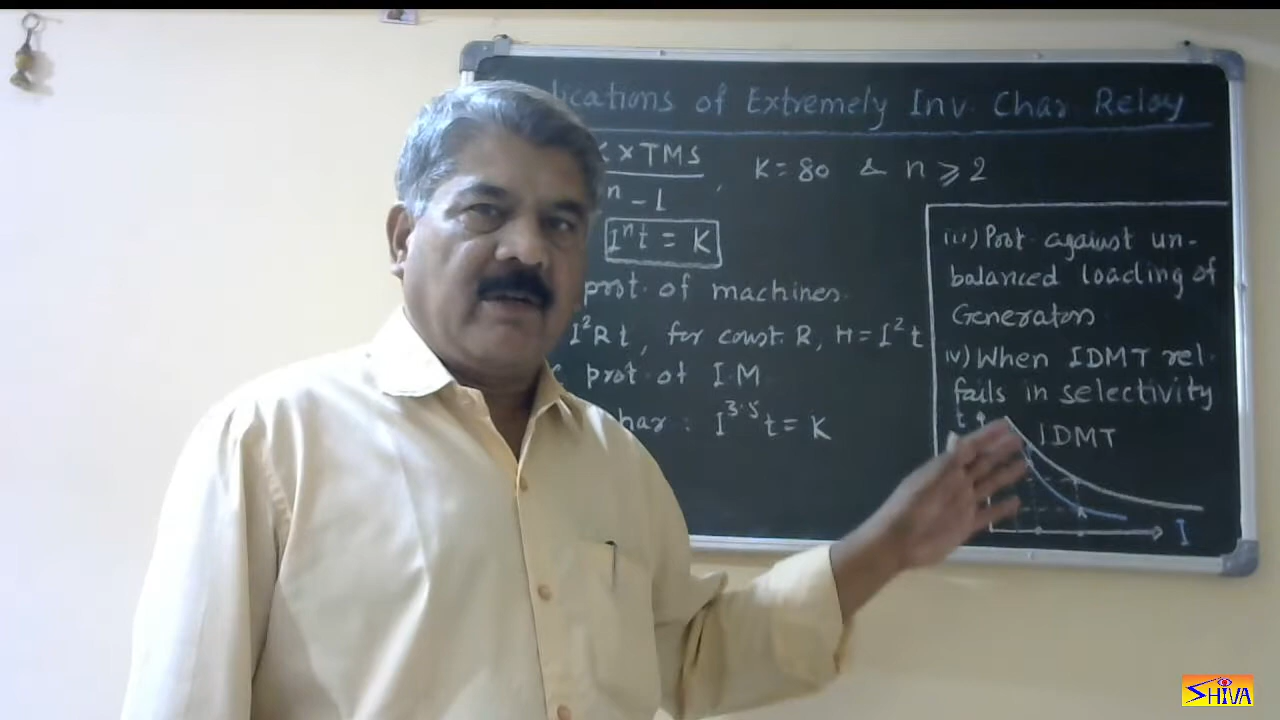 lications of Extremely Inv. Char Relay
K x TMS
n - 1 , K = 80 & n ⩾ 2
Iⁿt = K
prot. of machines.
I²Rt, for const. R, H = I²t
prot. of I.M
har : I³·⁵t = K
iii) Prot. against un-
balanced loading of
Generators
iv) When IDMT rel.
fails in selectivity
t
IDMT
I
SHIVA